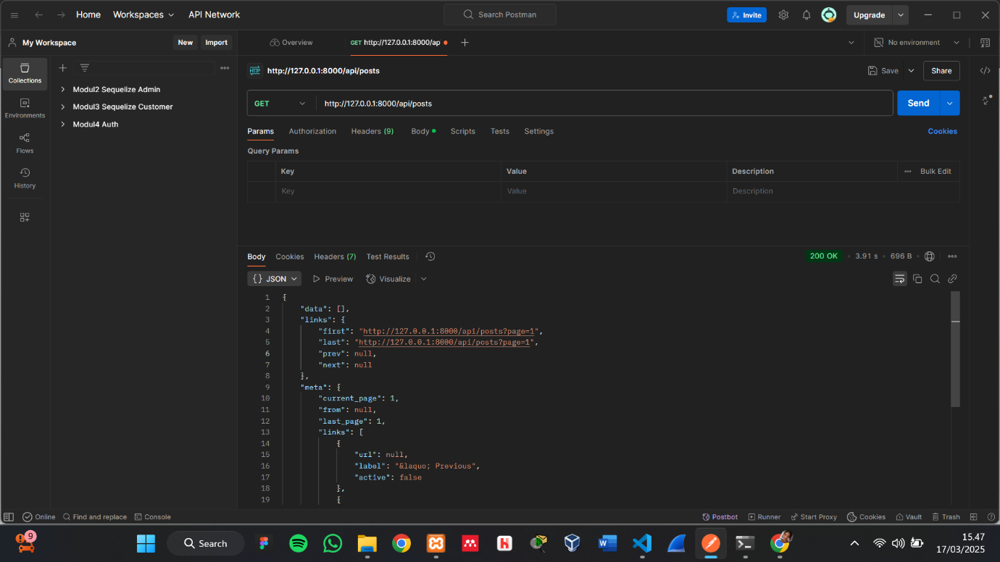 Home Workspaces API Network Search Postman Invite Upgrade
My Workspace New Import Overview GET http://127.0.0.1:8000/ap No environment
Collections
Environments
Flows
History
Modul2 Sequelize Admin
Modul3 Sequelize Customer
Modul4 Auth
HTTP http://127.0.0.1:8000/api/posts Save Share
GET http://127.0.0.1:8000/api/posts Send
Params Authorization Headers (9) Body Scripts Tests Settings Cookies
Query Params
Key Value Description Bulk Edit
Key Value Description
Body Cookies Headers (7) Test Results 200 OK • 3.91 s • 696 B
{} JSON Preview Visualize
1 {
2 "data": [],
3 "links": {
4 "first": "http://127.0.0.1:8000/api/posts?page=1",
5 "last": "http://127.0.0.1:8000/api/posts?page=1",
6 "prev": null,
7 "next": null
8 },
9 "meta": {
10 "current_page": 1,
11 "from": null,
12 "last_page": 1,
13 "links": [
14 {
15 "url": null,
16 "label": "&laquo; Previous",
17 "active": false
18 },
19 {
Online Find and replace Console Postbot Runner Start Proxy Cookies Vault Trash
9 Search 15.47
17/03/2025